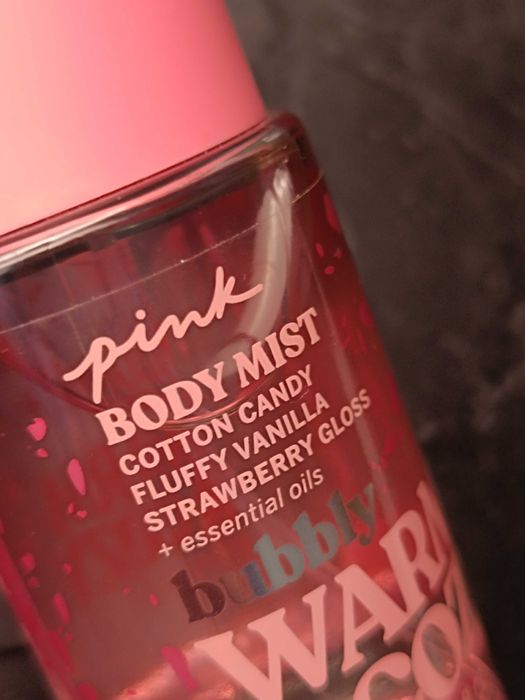 pink
BODY MIST
COTTON CANDY
FLUFFY VANILLA
STRAWBERRY GLOSS
+ essential oils
bubbly